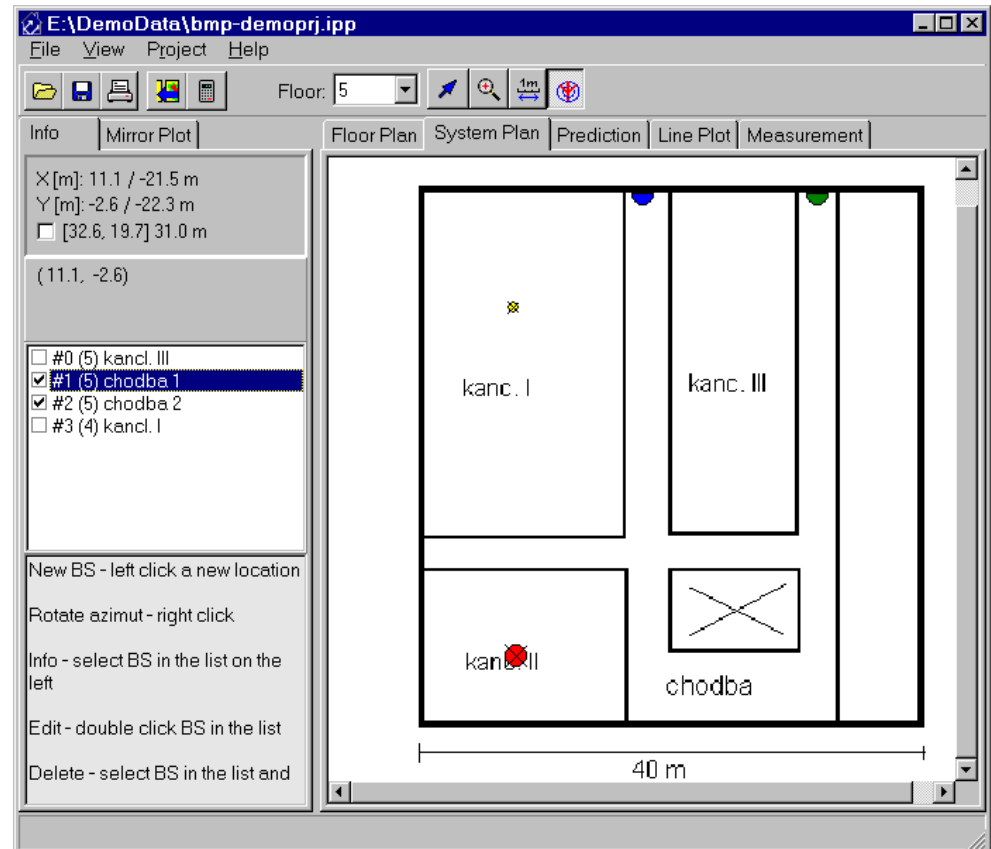 E:\DemoData\bmp-demoprj.ipp
File View Project Help
Floor: 5
1m
Info Mirror Plot
Floor Plan System Plan Prediction Line Plot Measurement
X [m]: 11.1 / -21.5 m
Y [m]: -2.6 / -22.3 m
[32.6, 19.7] 31.0 m
(11.1, -2.6)
#0 (5) kancl. III
#1 (5) chodba 1
#2 (5) chodba 2
#3 (4) kancl. I
New BS - left click a new location
Rotate azimut - right click
Info - select BS in the list on the
left
Edit - double click BS in the list
Delete - select BS in the list and
kanc. I
kanc. III
kanc. II
chodba
40 m